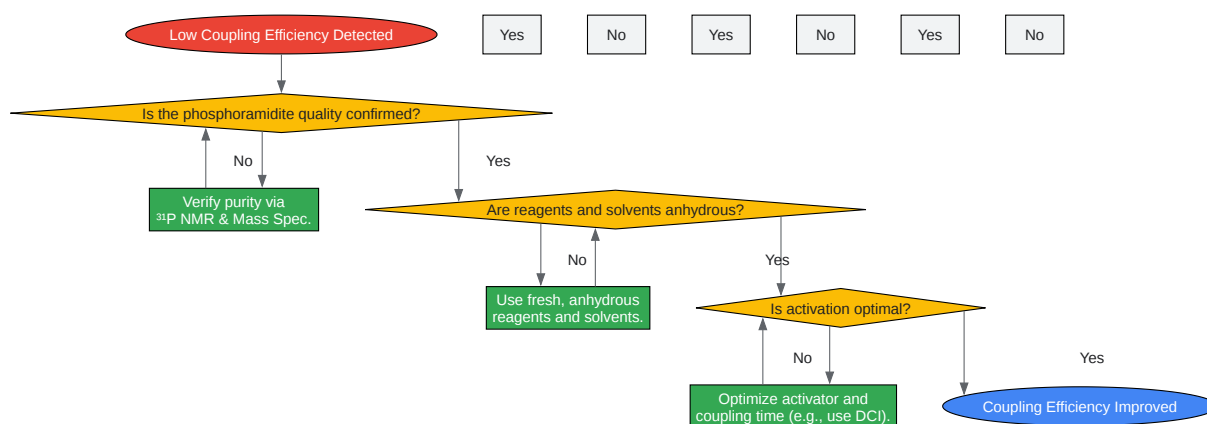 Low Coupling Efficiency Detected
Yes
No
Yes
No
Yes
No
Is the phosphoramidite quality confirmed?
No
Yes
Verify purity via
³¹P NMR & Mass Spec.
Are reagents and solvents anhydrous?
No
Yes
Use fresh, anhydrous
reagents and solvents.
Is activation optimal?
No
Yes
Optimize activator and
coupling time (e.g., use DCI).
Coupling Efficiency Improved